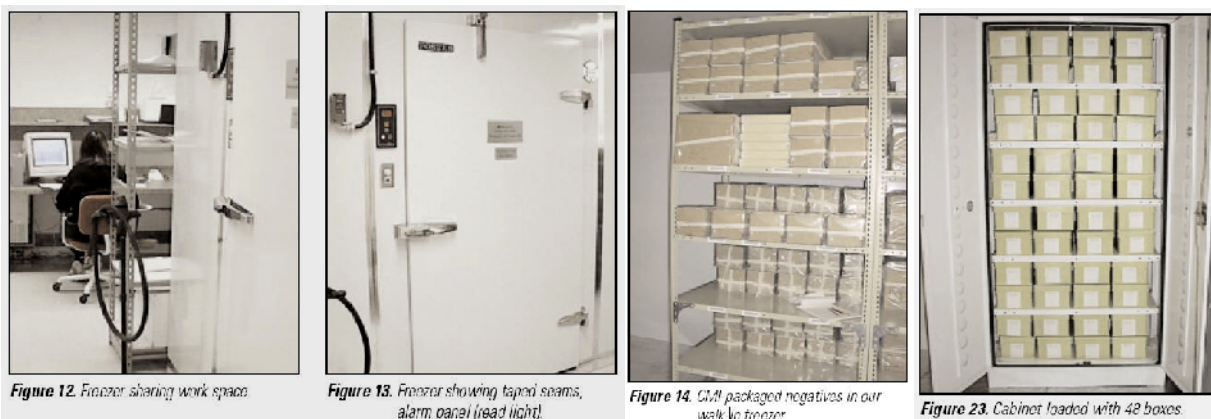 FOSTER
Figure 12. Freezer sharing work space.
Figure 13. Freezer showing taped seams,
alarm panel (read light).
Figure 14. CMI packaged negatives in our
walk in freezer
Figure 23. Cabinet loaded with 48 boxes.